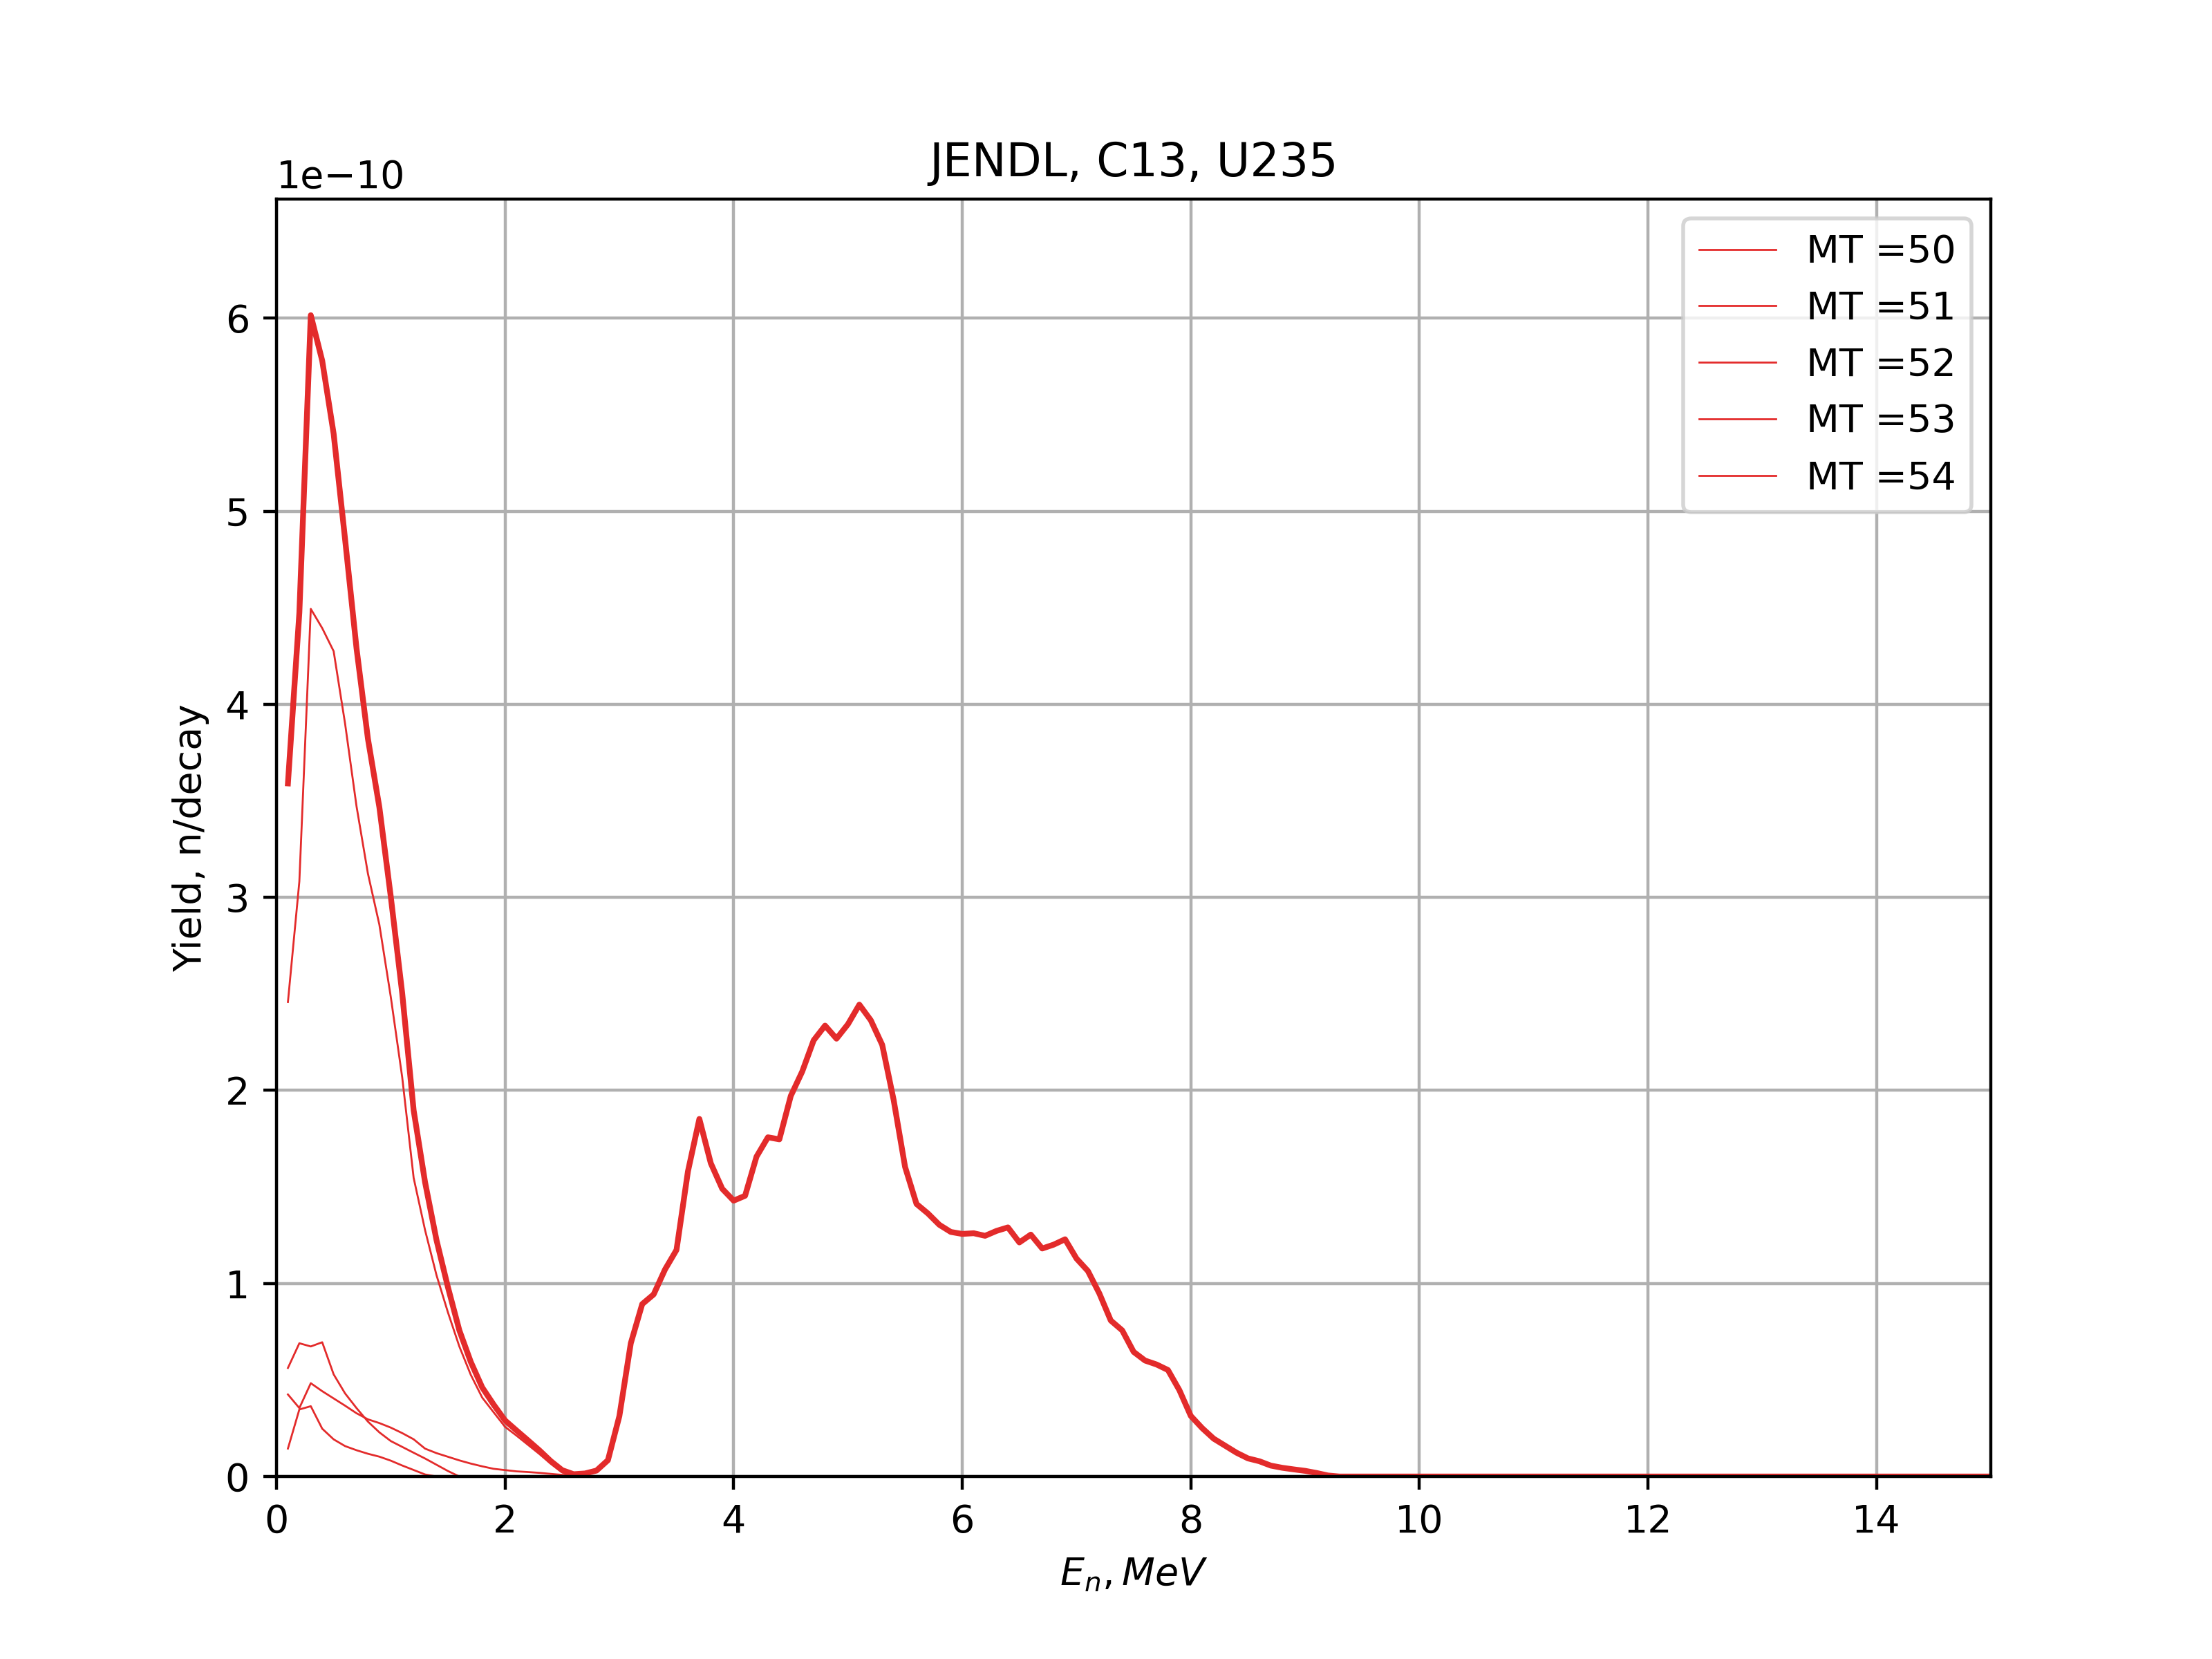 JENDL, C13, U235
1e−10
MT =50
MT =51
MT =52
MT =53
MT =54
6
5
4
3
2
1
0
Yield, n/decay
0 2 4 6 8 10 12 14
E_n, MeV